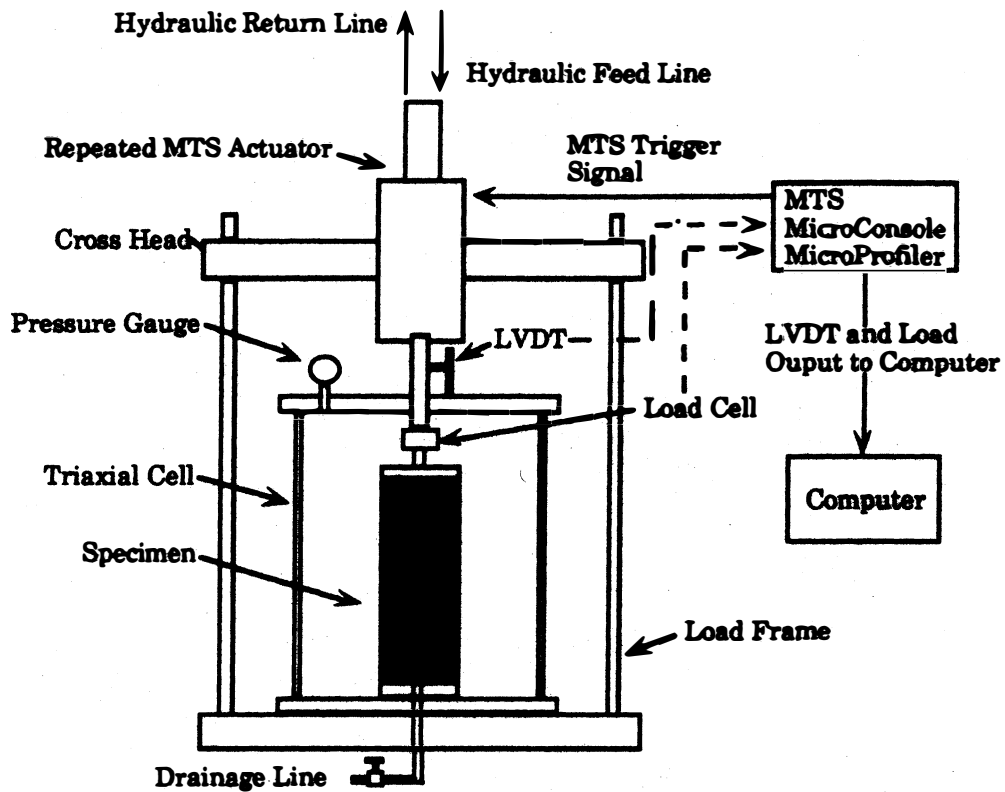 Hydraulic Return Line
Hydraulic Feed Line
Repeated MTS Actuator
MTS Trigger
Signal
MTS
MicroConsole
MicroProfiler
Cross Head
Pressure Gauge
LVDT
LVDT and Load
Ouput to Computer
Load Cell
Triaxial Cell
Computer
Specimen
Load Frame
Drainage Line